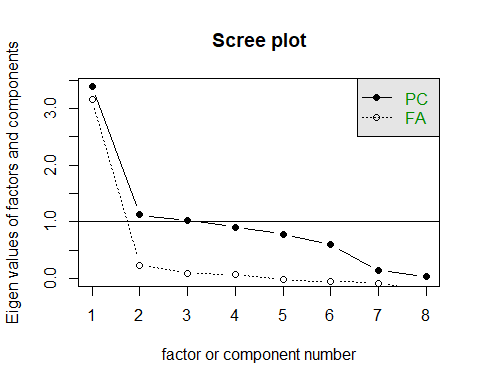 Scree plot
Eigen values of factors and components
3.0
2.0
1.0
0.0
PC
FA
1 2 3 4 5 6 7 8
factor or component number